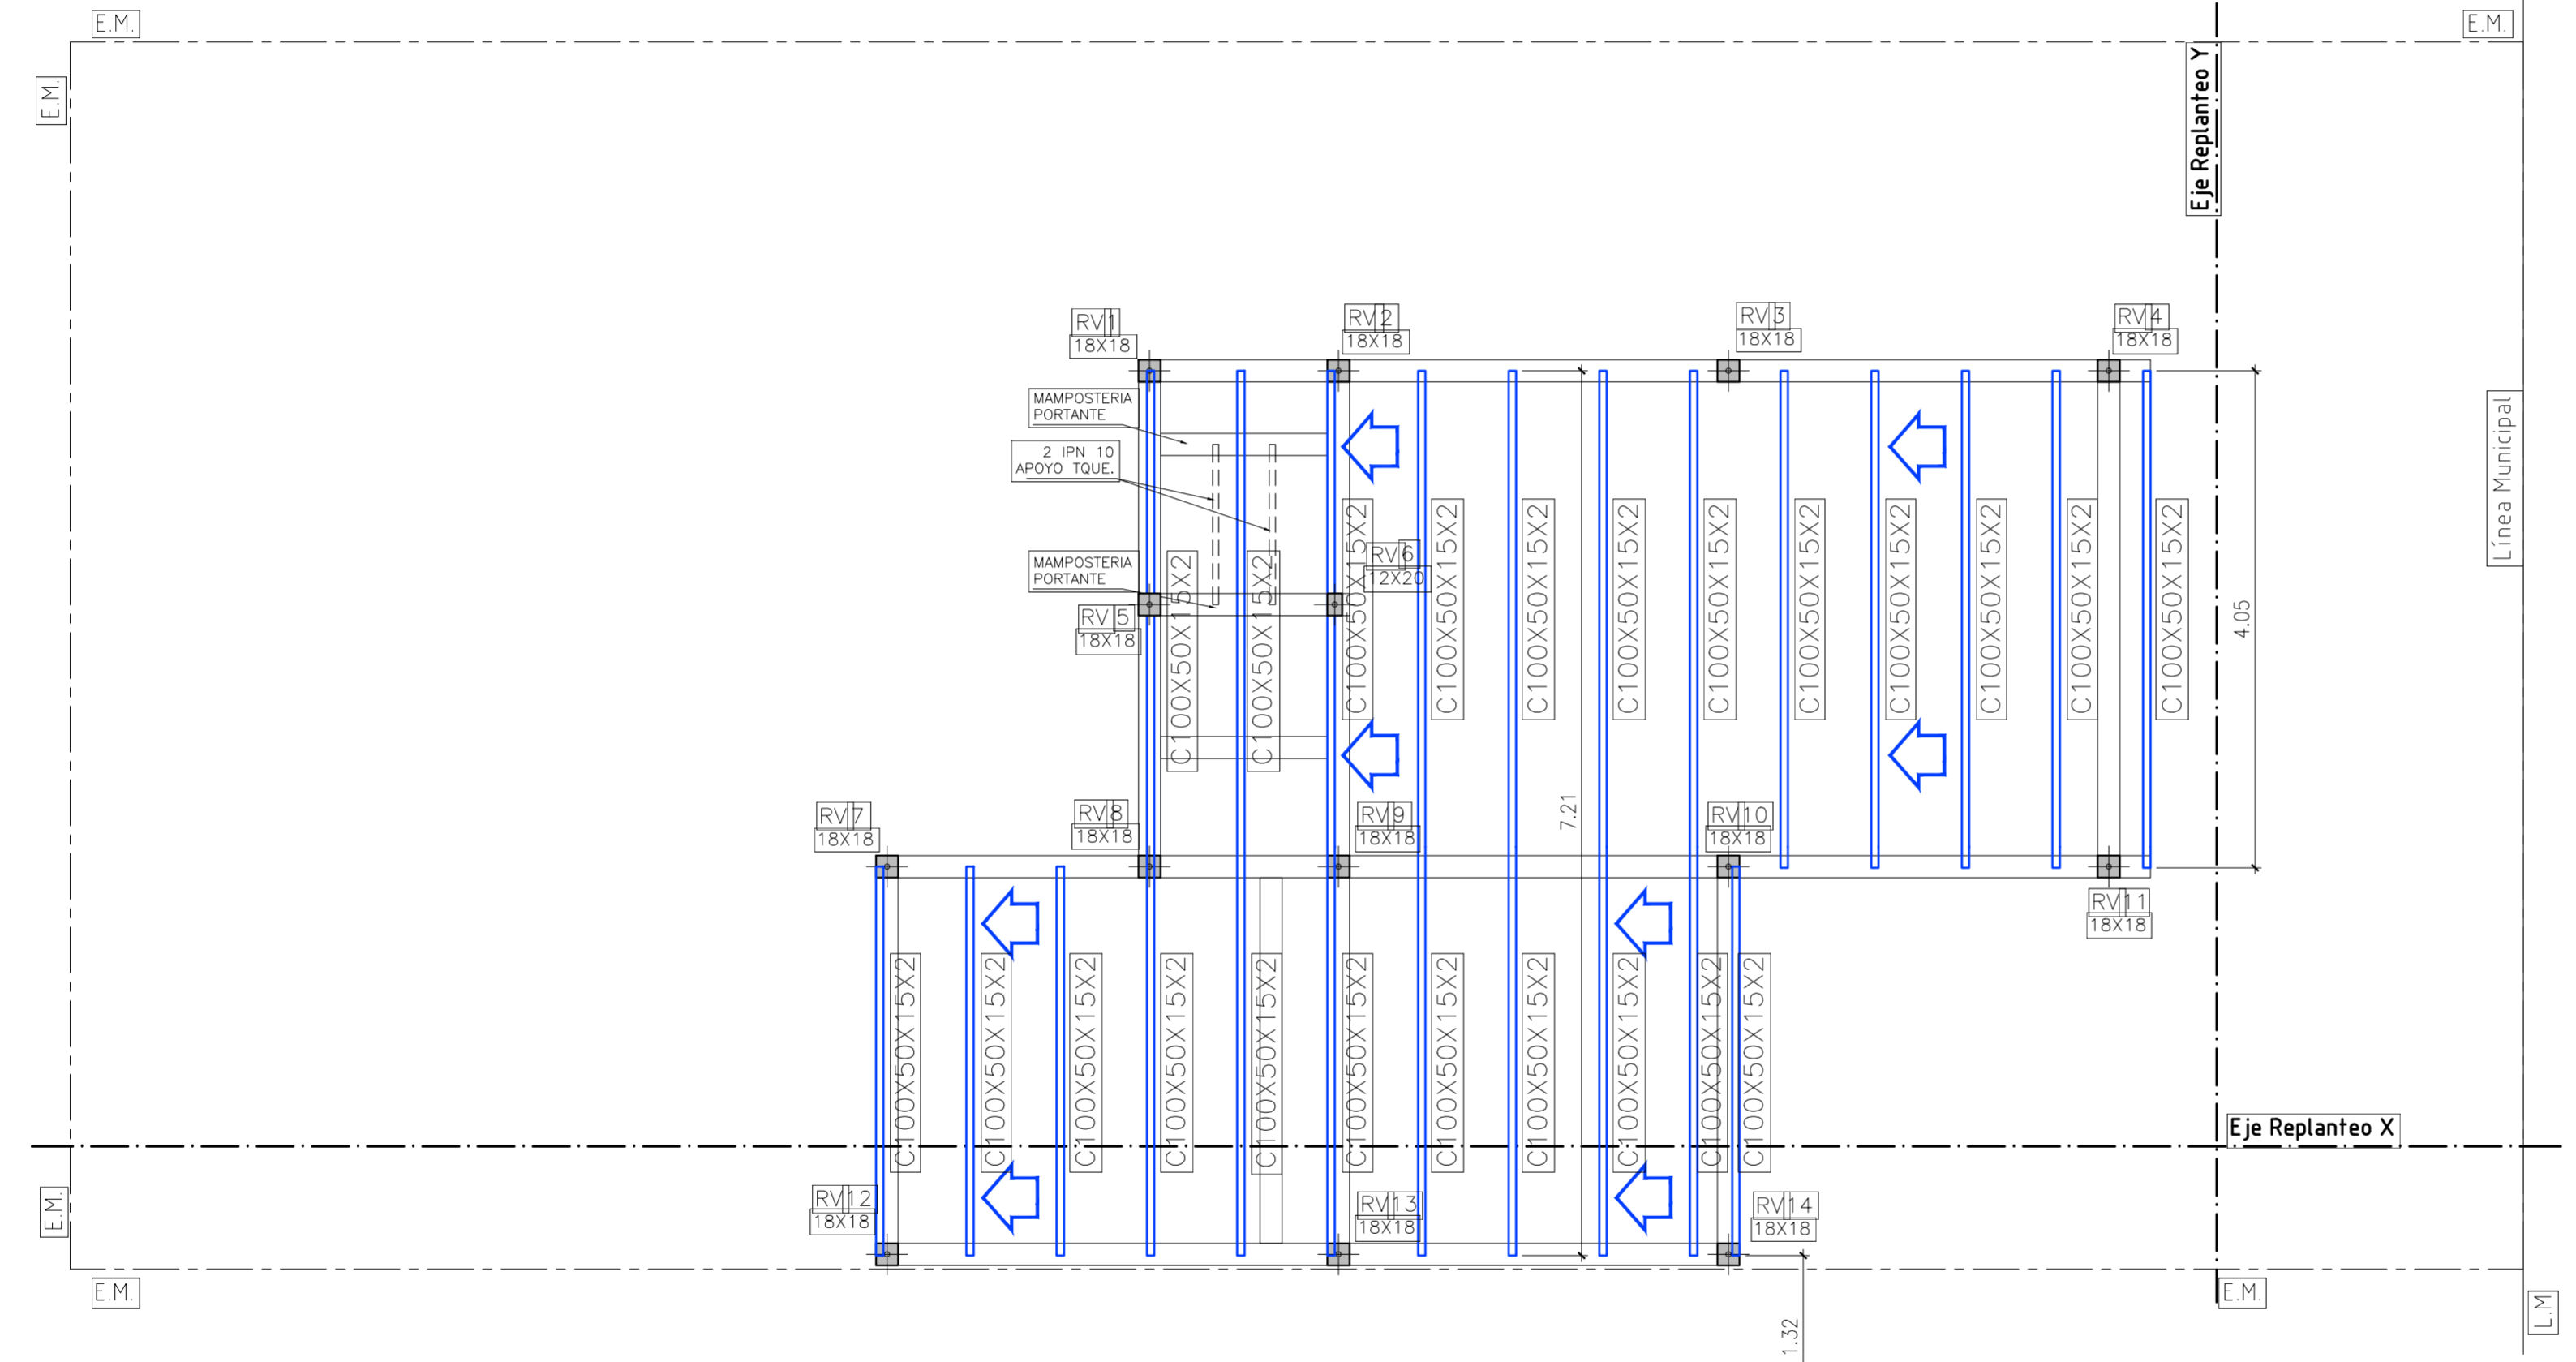 E.M.
E.M.
E.M.
Eje Replanteo Y
RV1
18X18
RV2
18X18
RV3
18X18
RV4
18X18
MAMPOSTERIA
PORTANTE
2 IPN 10
APOYO TQUE.
MAMPOSTERIA
PORTANTE
RV5
18X18
RV6
12X20
C100X50X15X2
C100X50X15X2
C100X50X15X2
C100X50X15X2
C100X50X15X2
C100X50X15X2
C100X50X15X2
C100X50X15X2
C100X50X15X2
C100X50X15X2
C100X50X15X2
C100X50X15X2
4.05
Línea Municipal
7.21
RV7
18X18
RV8
18X18
RV9
18X18
RV10
18X18
RV11
18X18
C100X50X15X2
C100X50X15X2
C100X50X15X2
C100X50X15X2
C100X50X15X2
C100X50X15X2
C100X50X15X2
C100X50X15X2
C100X50X15X2
C100X50X15X2
C100X50X15X2
Eje Replanteo X
E.M.
RV12
18X18
RV13
18X18
RV14
18X18
E.M.
1.32
E.M.
L.M